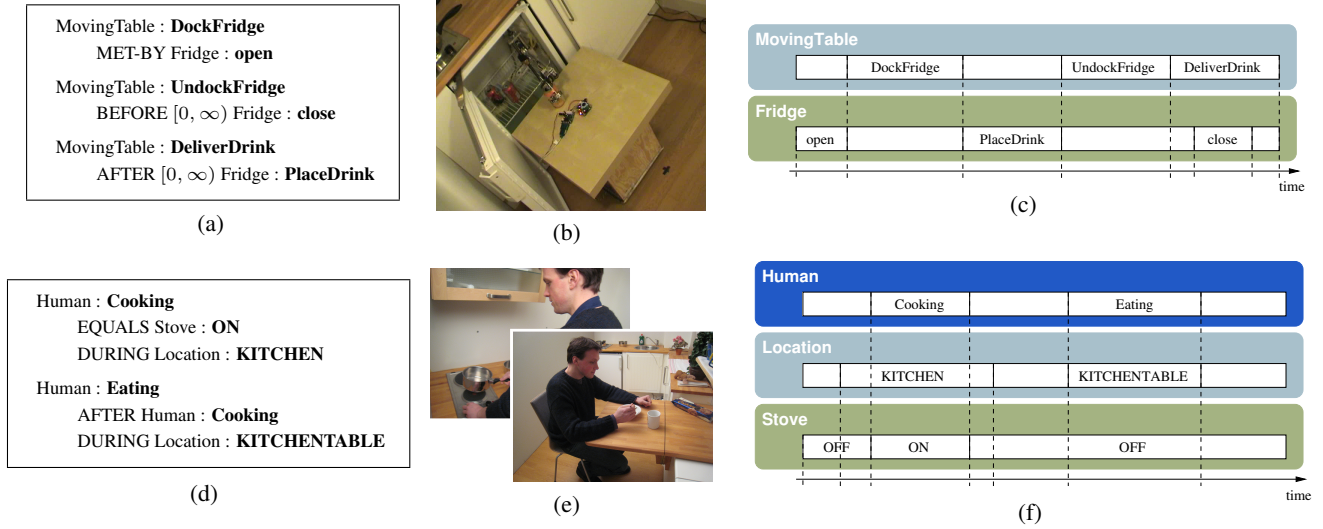 MovingTable : DockFridge
MET-BY Fridge : open
MovingTable : UndockFridge
BEFORE [0, ∞) Fridge : close
MovingTable : DeliverDrink
AFTER [0, ∞) Fridge : PlaceDrink
(a)
(b)
MovingTable
DockFridge UndockFridge DeliverDrink
Fridge
open PlaceDrink close
time
(c)
Human : Cooking
EQUALS Stove : ON
DURING Location : KITCHEN
Human : Eating
AFTER Human : Cooking
DURING Location : KITCHENTABLE
(d)
(e)
Human
Cooking Eating
Location
KITCHEN KITCHENTABLE
Stove
OFF ON OFF
time
(f)